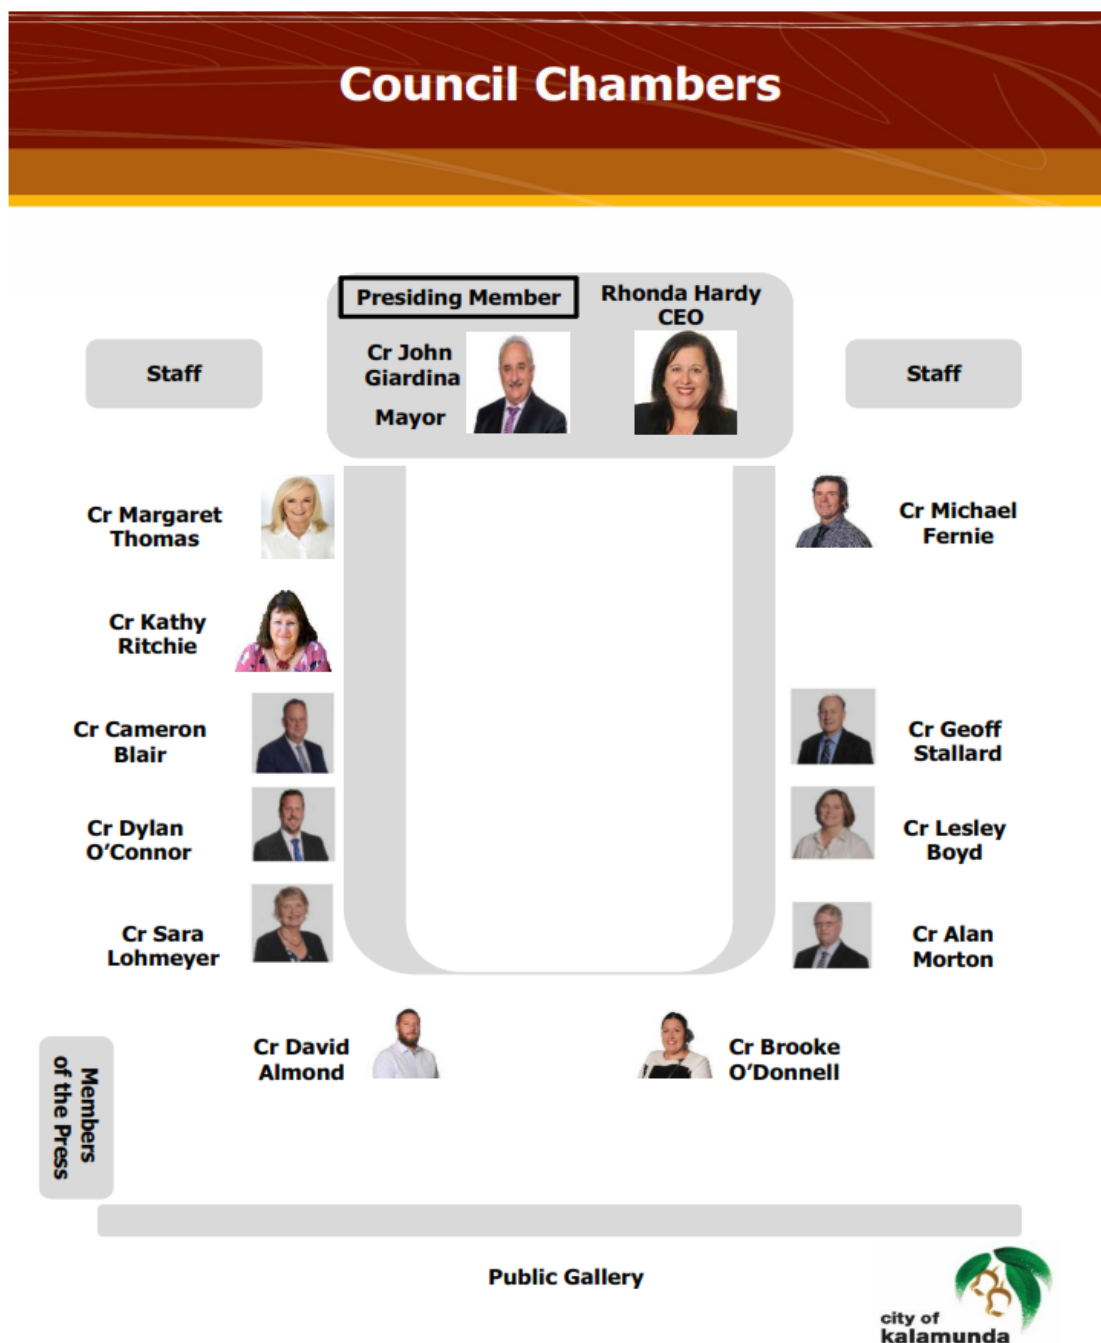 Council Chambers
Presiding Member
Cr John
Giardina
Mayor
Rhonda Hardy
CEO
Staff
Staff
Cr Margaret
Thomas
Cr Michael
Fernie
Cr Kathy
Ritchie
Cr Cameron
Blair
Cr Geoff
Stallard
Cr Dylan
O’Connor
Cr Lesley
Boyd
Cr Sara
Lohmeyer
Cr Alan
Morton
Cr David
Almond
Cr Brooke
O’Donnell
Members
of the Press
Public Gallery
city of
kalamunda